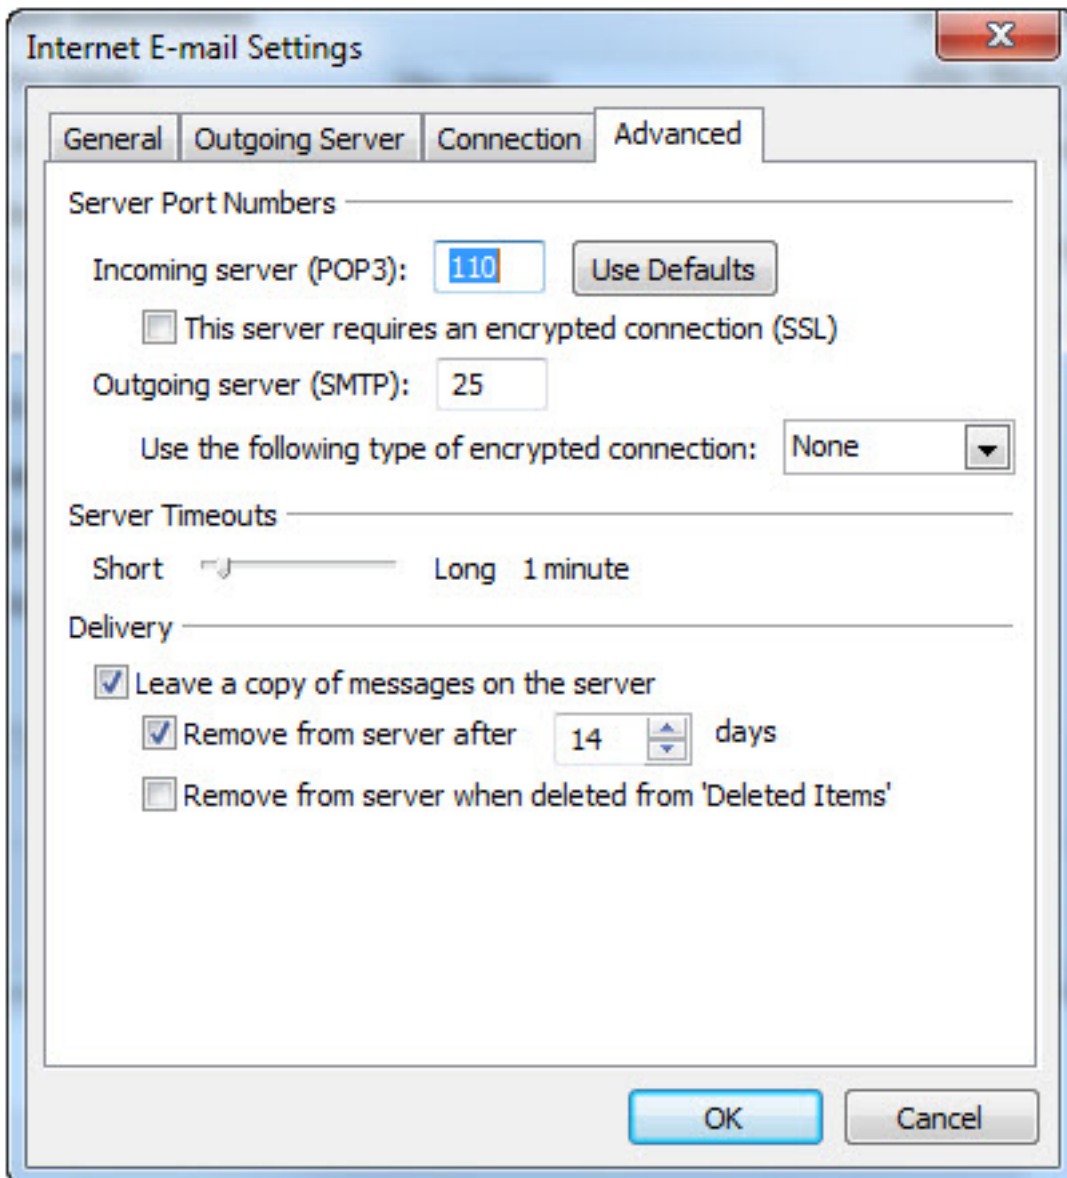 Internet E-mail Settings
General Outgoing Server Connection Advanced
Server Port Numbers
Incoming server (POP3): 110 Use Defaults
This server requires an encrypted connection (SSL)
Outgoing server (SMTP): 25
Use the following type of encrypted connection: None
Server Timeouts
Short Long 1 minute
Delivery
Leave a copy of messages on the server
Remove from server after 14 days
Remove from server when deleted from 'Deleted Items'
OK Cancel